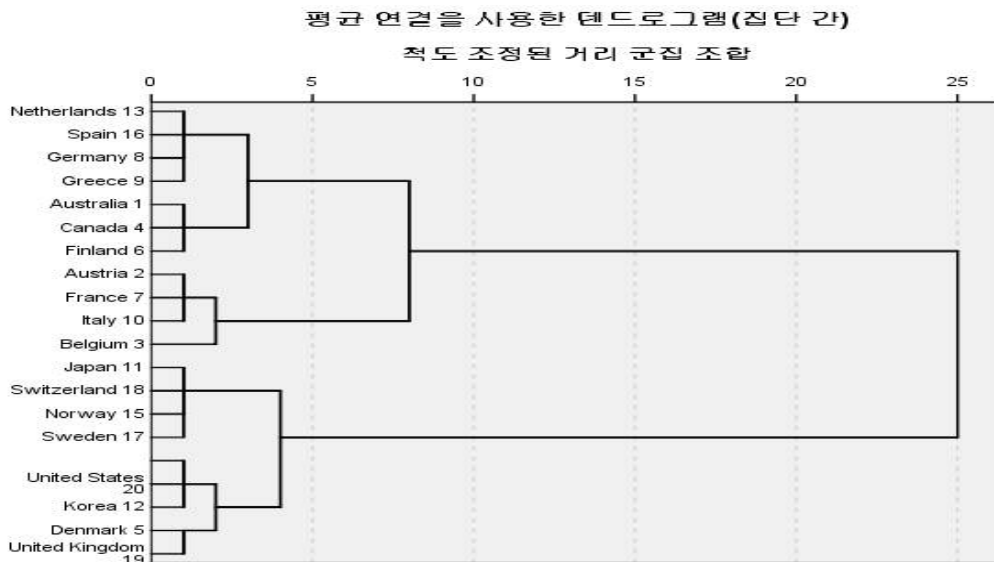 평균 연결을 사용한 덴드로그램(집단 간)
척도 조정된 거리 군집 조합
0 5 10 15 20 25
Netherlands 13
Spain 16
Germany 8
Greece 9
Australia 1
Canada 4
Finland 6
Austria 2
France 7
Italy 10
Belgium 3
Japan 11
Switzerland 18
Norway 15
Sweden 17
United States
20
Korea 12
Denmark 5
United Kingdom
19